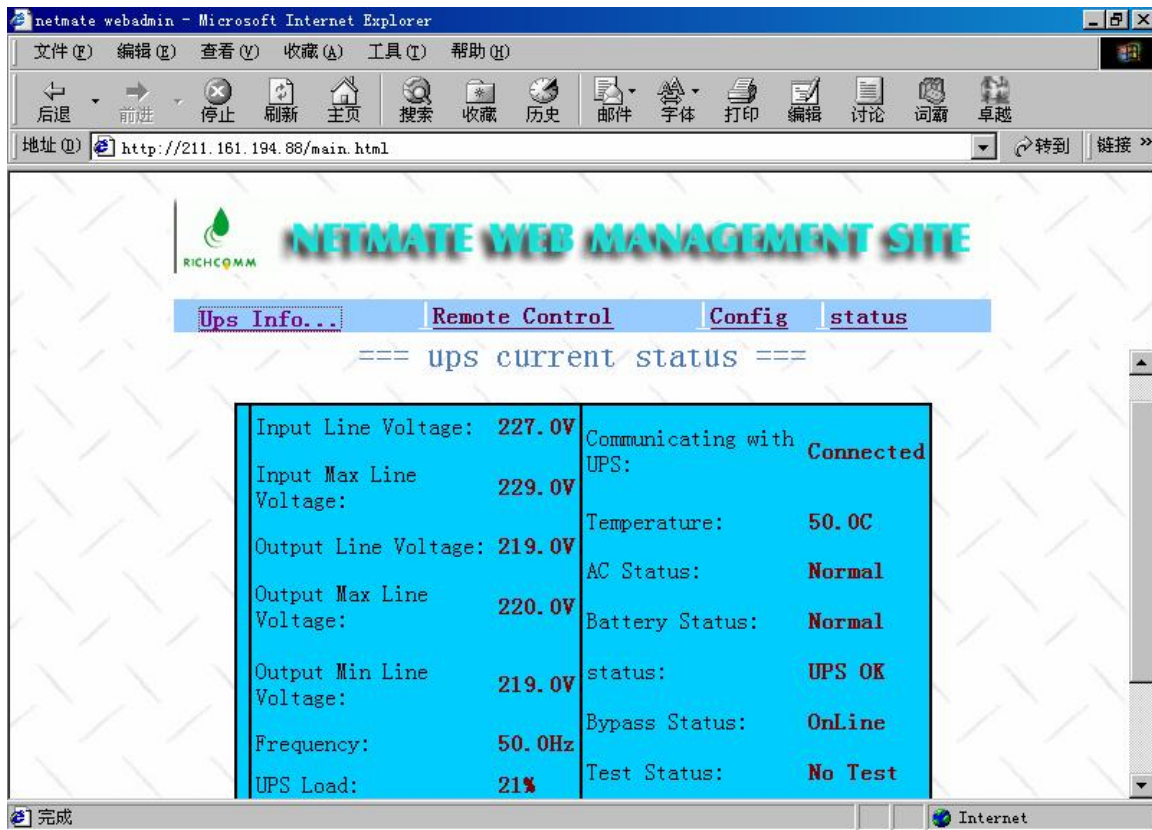 netmate webadmin - Microsoft Internet Explorer
文件(F) 编辑(E) 查看(V) 收藏(A) 工具(T) 帮助(H)
后退 前进 停止 刷新 主页 搜索 收藏 历史 邮件 字体 打印 编辑 讨论 词霸 卓越
地址(D) http://211.161.194.88/main.html 转到 链接 »
RICHCOMM
NETMATE WEB MANAGEMENT SITE
Ups Info... Remote Control Config status
=== ups current status ===
Input Line Voltage: 227.0V
Input Max Line
Voltage: 229.0V
Output Line Voltage: 219.0V
Output Max Line
Voltage: 220.0V
Output Min Line
Voltage: 219.0V
Frequency: 50.0Hz
UPS Load: 21%
Communicating with
UPS: Connected
Temperature: 50.0C
AC Status: Normal
Battery Status: Normal
status: UPS OK
Bypass Status: OnLine
Test Status: No Test
完成 Internet